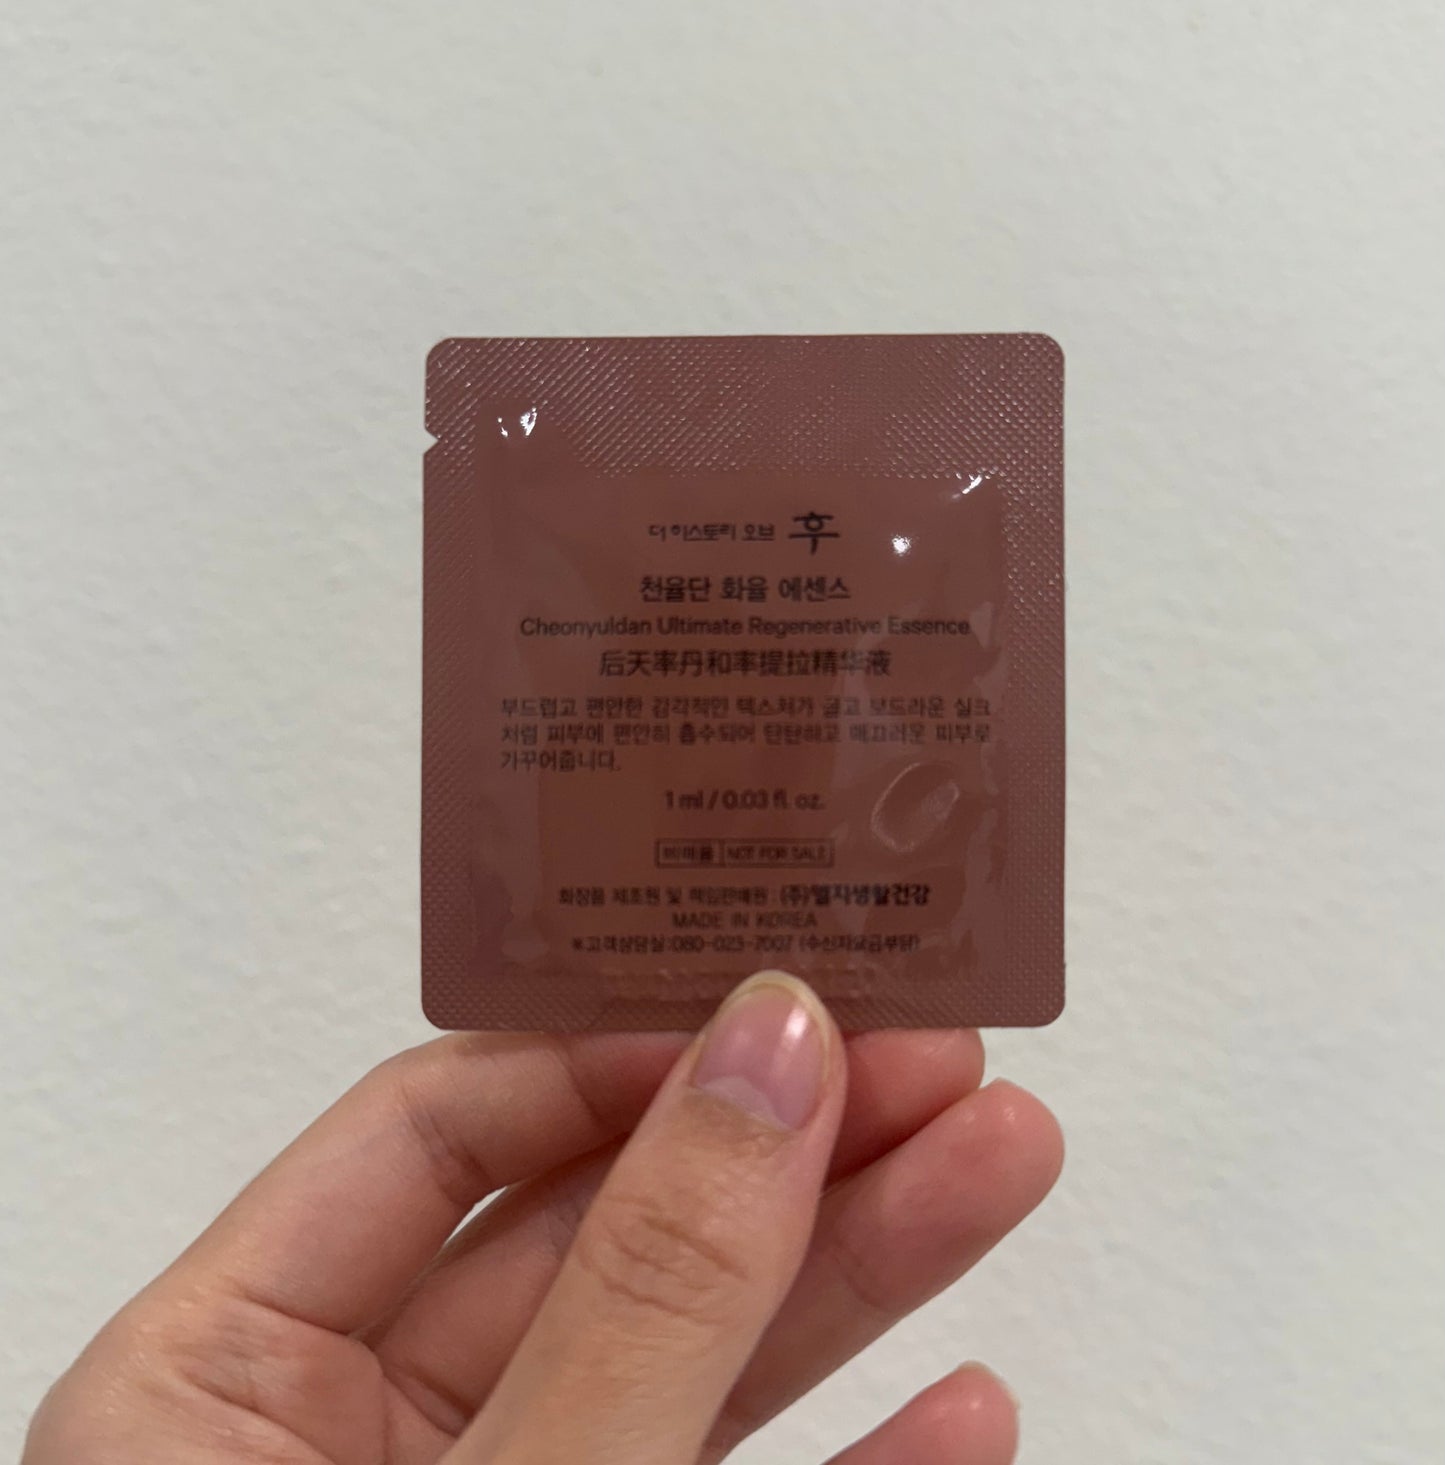 더 히스토리 오브 후
천율단 화율 에센스
Cheonyuldan Ultimate Regenerative Essence
后天率丹和率提拉精华液
부드럽고 편안한 감각적인 텍스처가 곱고 보드라운 실크
처럼 피부에 편안히 흡수되어 탄탄하고 매끄러운 피부로
가꾸어줍니다.
1 ml / 0.03 fl. oz.
비매품 NOT FOR SALE
화장품 제조원 및 책임판매원 : (주)엘지생활건강
MADE IN KOREA
※고객상담실:080-023-7007 (수신자요금부담)